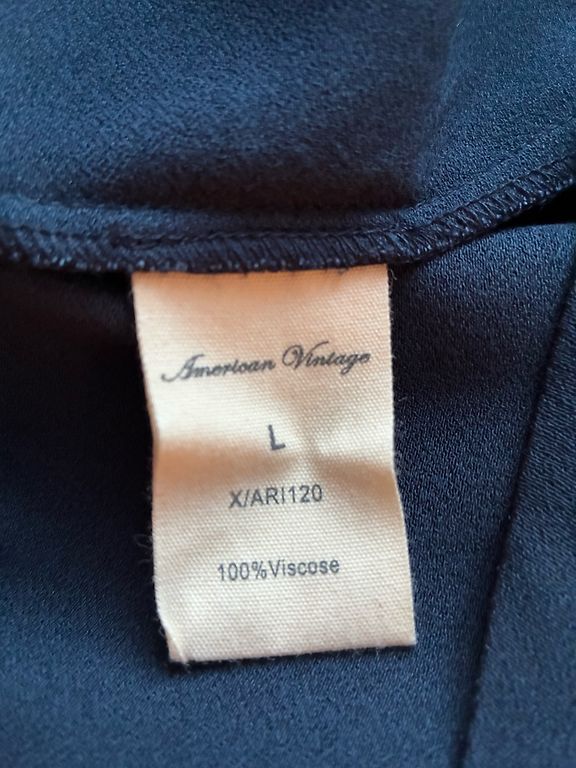 American Vintage
L
X/ARI120
100%Viscose